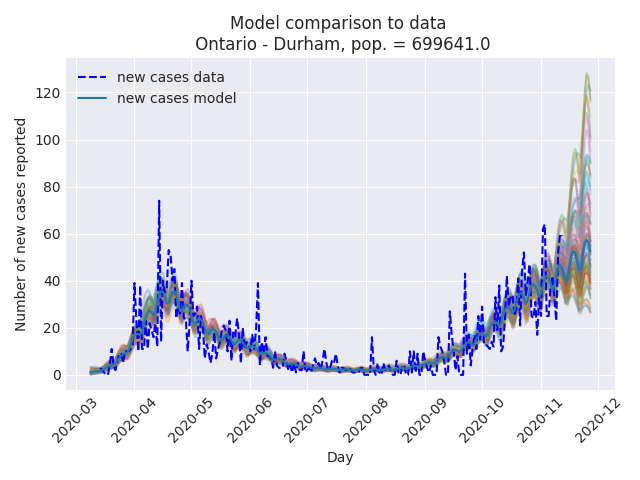 Model comparison to data
Ontario - Durham, pop. = 699641.0
new cases data
new cases model
Number of new cases reported
120
100
80
60
40
20
0
2020-03
2020-04
2020-05
2020-06
2020-07
2020-08
2020-09
2020-10
2020-11
2020-12
Day